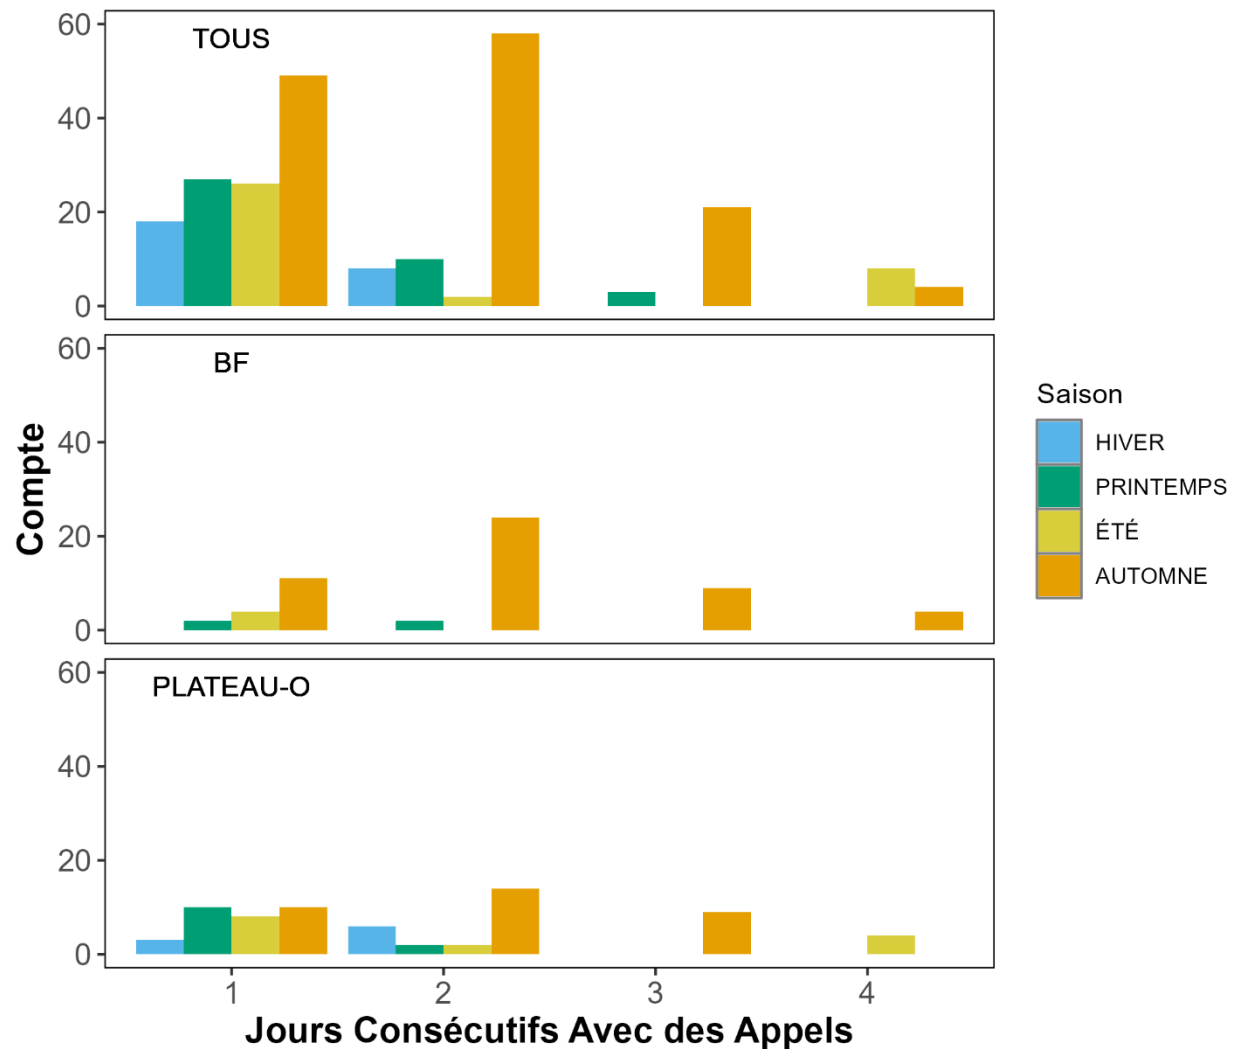 TOUS
60
40
20
0
BF
60
40
20
0
PLATEAU-O
60
40
20
0
1 2 3 4
Compte
Jours Consécutifs Avec des Appels
Saison
HIVER
PRINTEMPS
ÉTÉ
AUTOMNE